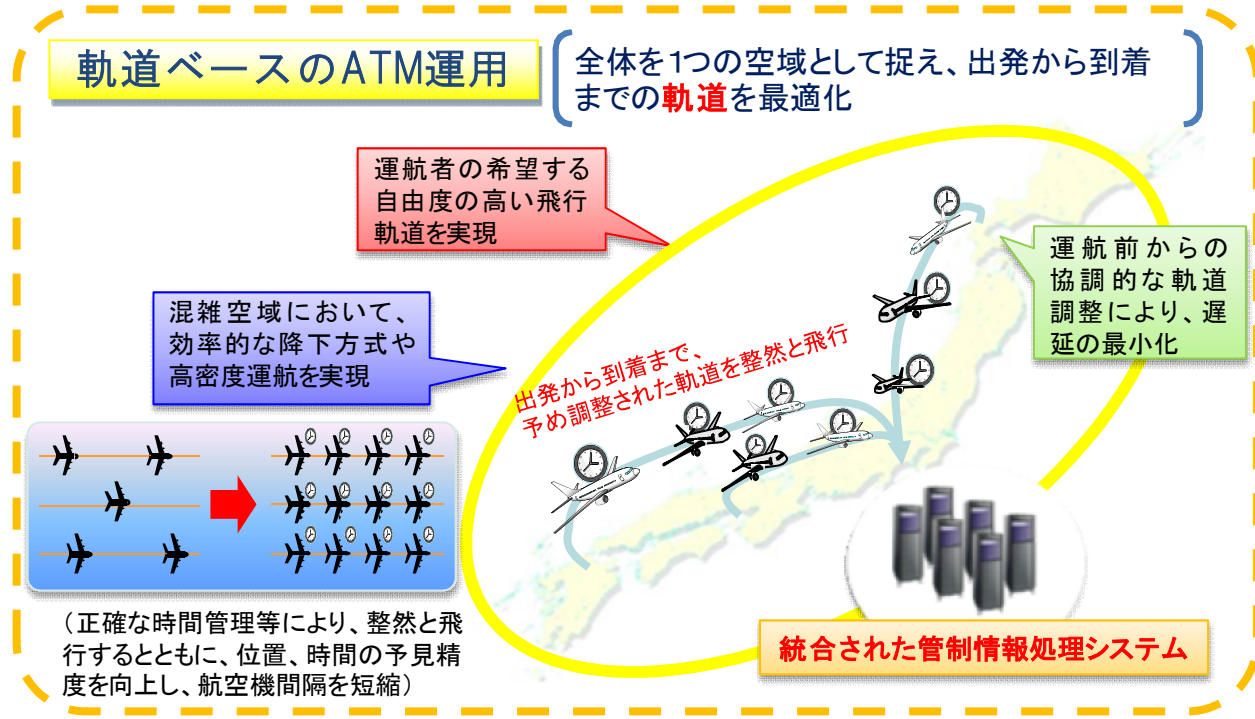 軌道ベースのATM運用
全体を1つの空域として捉え、出発から到着
までの軌道を最適化
運航者の希望する
自由度の高い飛行
軌道を実現
運航前からの
協調的な軌道
調整により、遅
延の最小化
混雑空域において、
効率的な降下方式や
高密度運航を実現
出発から到着まで、
予め調整された軌道を整然と飛行
（正確な時間管理等により、整然と飛
行するとともに、位置、時間の予見精
度を向上し、航空機間隔を短縮）
統合された管制情報処理システム